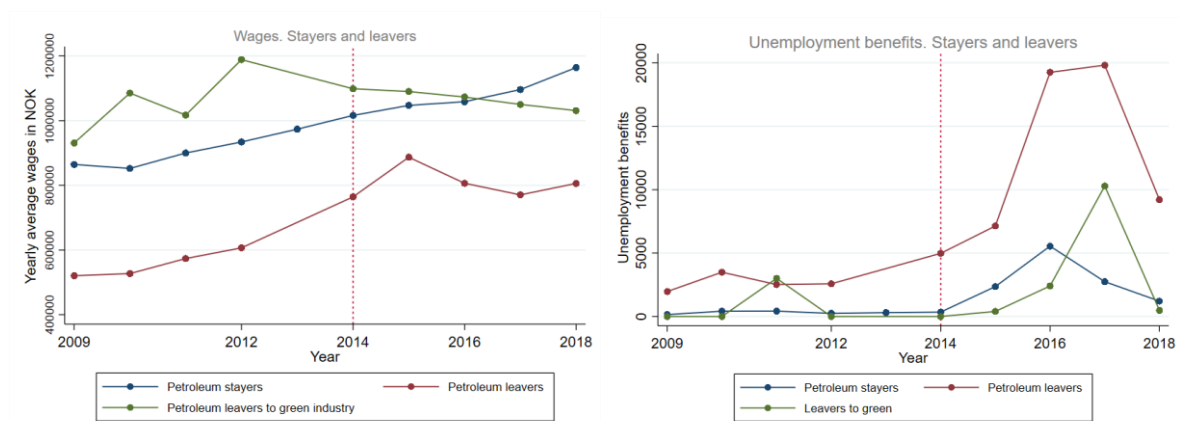 Wages. Stayers and leavers
Yearly average wages in NOK
1200000
1000000
800000
600000
400000
2009
2012
2014
2016
2018
Year
Petroleum stayers
Petroleum leavers
Petroleum leavers to green industry
Unemployment benefits. Stayers and leavers
Unemployment benefits
20000
15000
10000
5000
0
2009
2012
2014
2016
2018
Year
Petroleum stayers
Petroleum leavers
Leavers to green